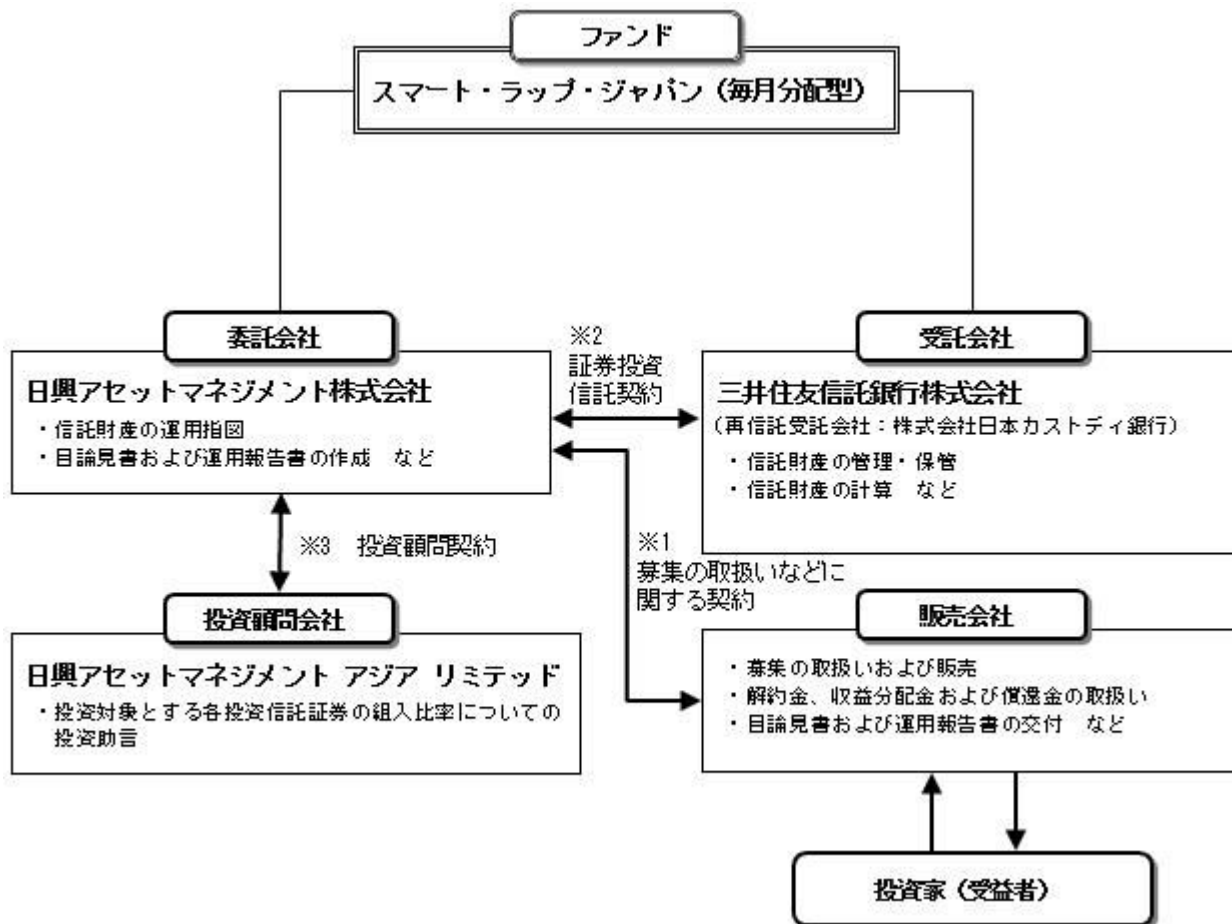 ファンド
スマート・ラップ・ジャパン（毎月分配型）
委託会社
日興アセットマネジメント株式会社
・信託財産の運用指図
・目論見書および運用報告書の作成　など
※2
証券投資
信託契約
受託会社
三井住友信託銀行株式会社
（再信託受託会社：株式会社日本カストディ銀行）
・信託財産の管理・保管
・信託財産の計算　など
※3　投資顧問契約
※1
募集の取扱いなどに
関する契約
投資顧問会社
日興アセットマネジメント アジア リミテッド
・投資対象とする各投資信託証券の組入比率についての
投資助言
販売会社
・募集の取扱いおよび販売
・解約金、収益分配金および償還金の取扱い
・目論見書および運用報告書の交付　など
投資家（受益者）